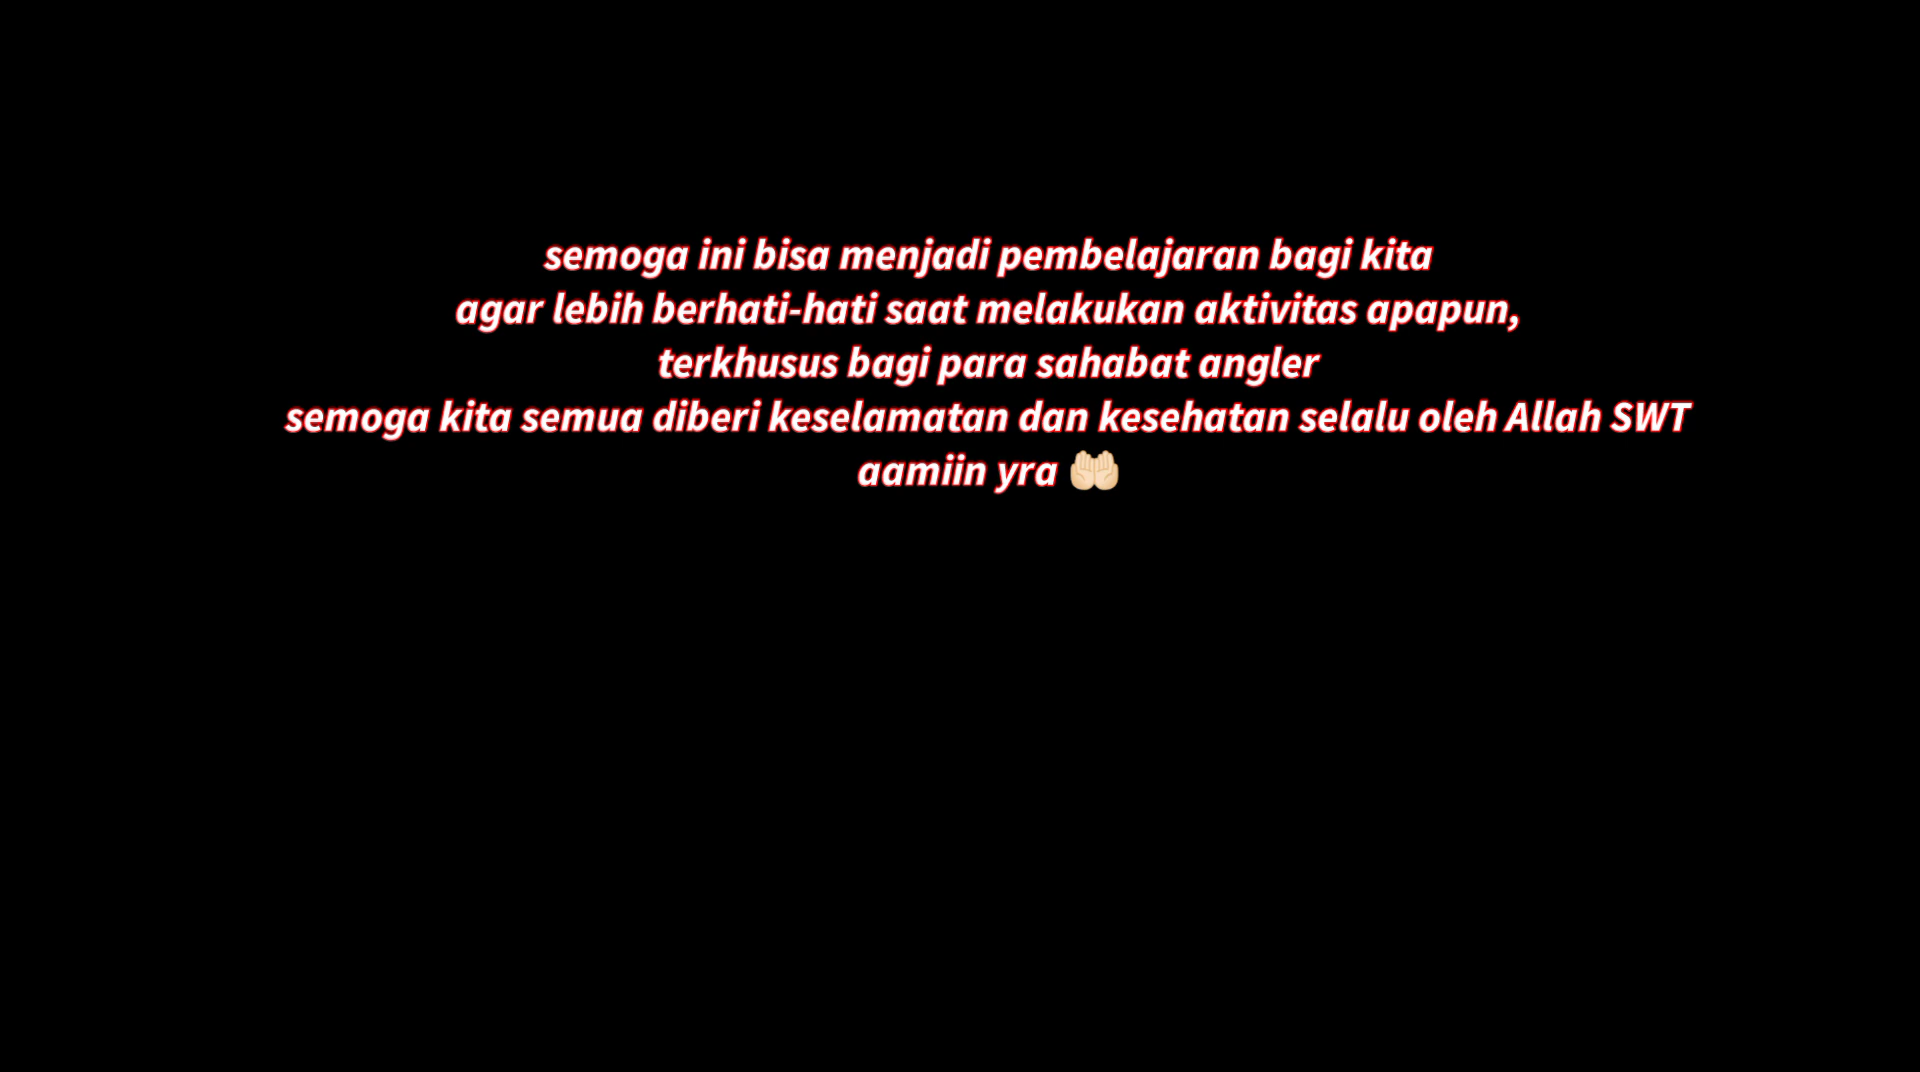 semoga ini bisa menjadi pembelajaran bagi kita
agar lebih berhati-hati saat melakukan aktivitas apapun,
terkhusus bagi para sahabat angler
semoga kita semua diberi keselamatan dan kesehatan selalu oleh Allah SWT
aamiin yra 🤲🏻